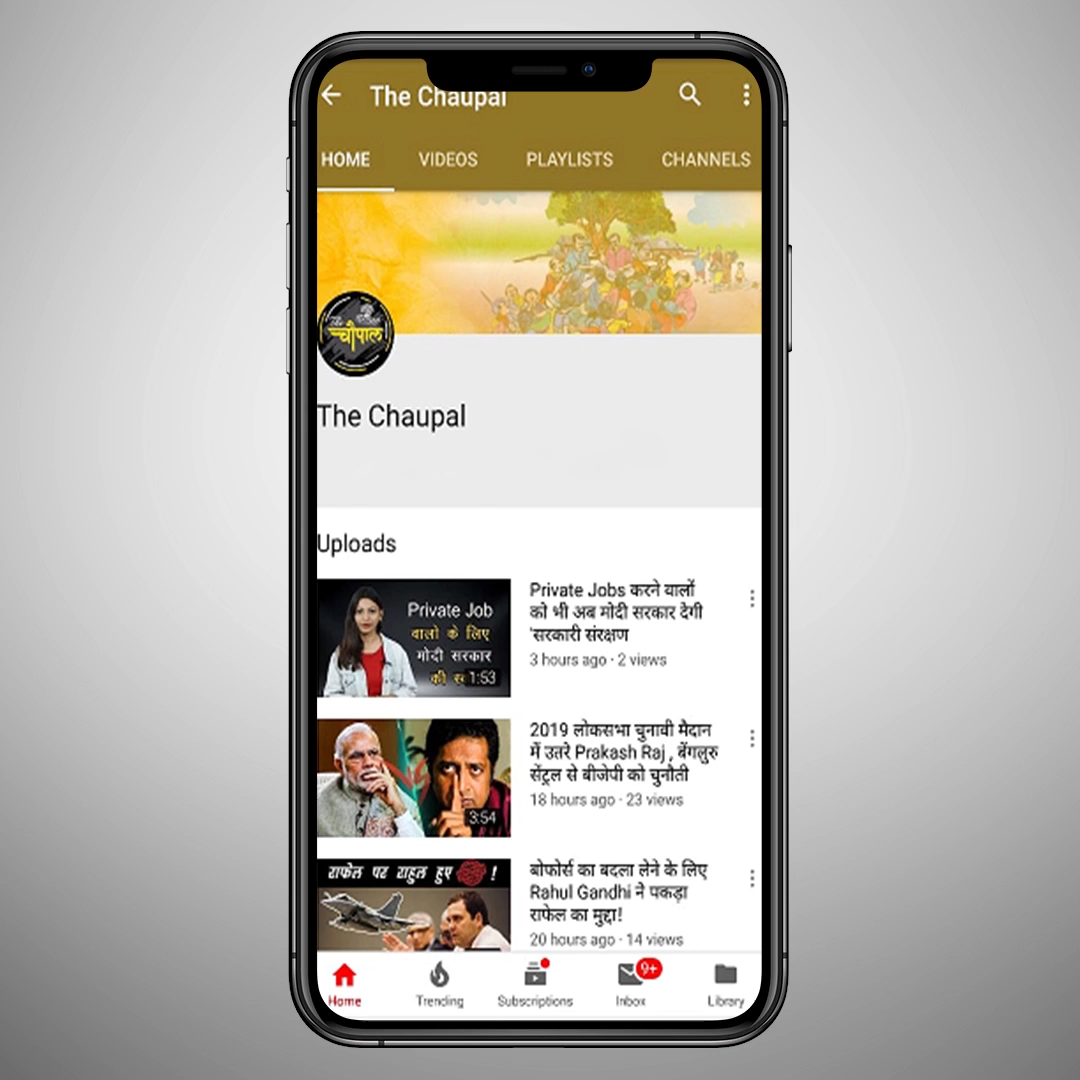 The Chaupal
HOME VIDEOS PLAYLISTS CHANNELS
चौपाल
The Chaupal
Uploads
Private Job
वालो के लिए
मोदी सरकार
की
1:53
Private Jobs करने वालों
को भी अब मोदी सरकार देगी
'सरकारी संरक्षण
3 hours ago · 2 views
3:54
2019 लोकसभा चुनावी मैदान
में उतरे Prakash Raj , बेंगलुरु
सेंट्रल से बीजेपी को चुनौती
18 hours ago · 23 views
राफेल पर राहुल हुए !
बोफोर्स का बदला लेने के लिए
Rahul Gandhi ने पकड़ा
राफेल का मुद्दा!
20 hours ago · 14 views
9+
Home Trending Subscriptions Inbox Library